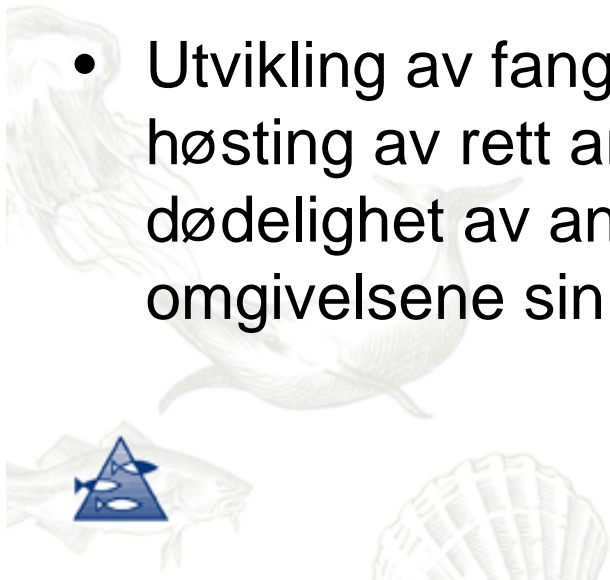 • Utvikling av fang
høsting av rett a
dødelighet av an
omgivelsene sin